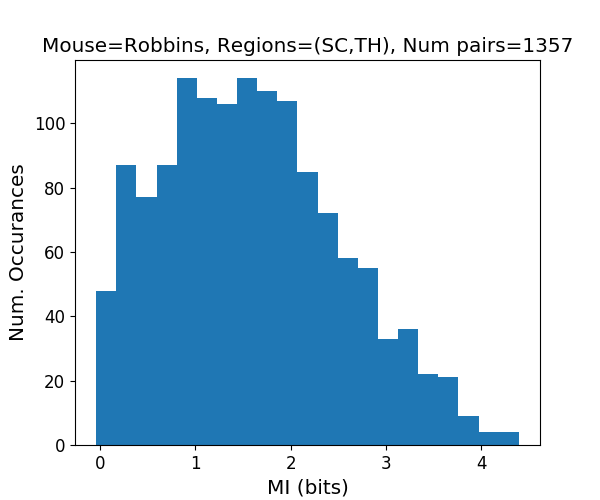 Mouse=Robbins, Regions=(SC,TH), Num pairs=1357
Num. Occurances
100
80
60
40
20
0
0 1 2 3 4
MI (bits)